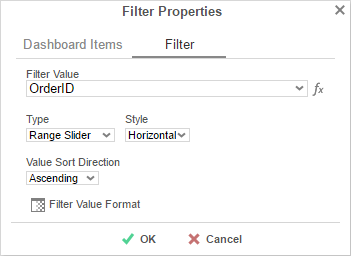 Filter Properties
Dashboard Items Filter
Filter Value
OrderID fx
Type Style
Range Slider Horizontal
Value Sort Direction
Ascending
Filter Value Format
OK Cancel